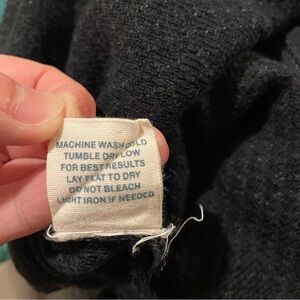 MACHINE WASH COLD
TUMBLE DRY LOW
FOR BEST RESULTS
LAY FLAT TO DRY
DO NOT BLEACH
LIGHT IRON IF NEEDED